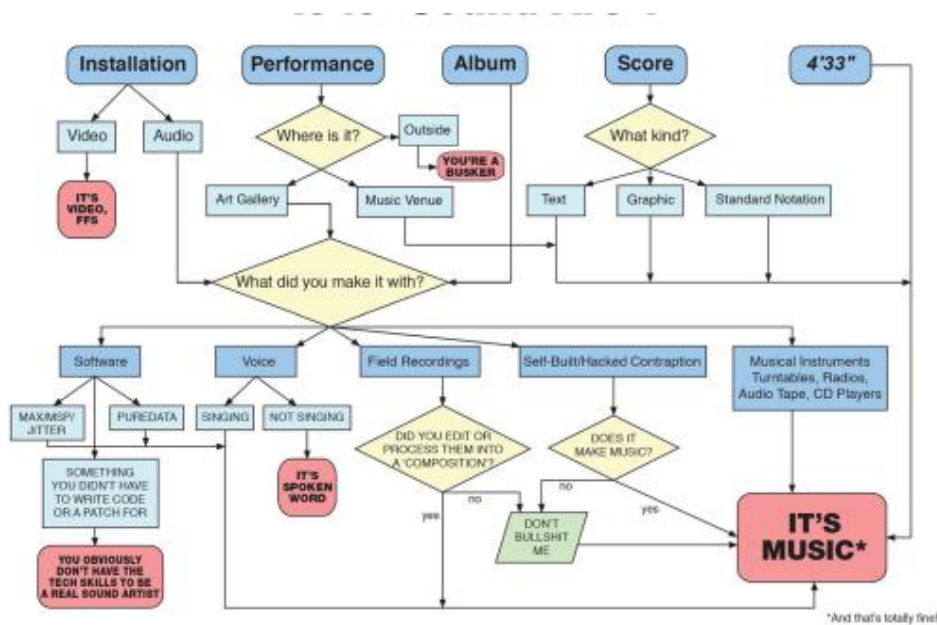 Installation
Performance
Album
Score
4'33"
Video
Audio
Where is it?
Outside
What kind?
IT'S
VIDEO,
FFS
YOU'RE A
BUSKER
Art Gallery
Music Venue
Text
Graphic
Standard Notation
What did you make it with?
Software
Voice
Field Recordings
Self-Built/Hacked Contraption
Musical Instruments
Turntables, Radios,
Audio Tape, CD Players
MAX/MSP/
JITTER
PUREDATA
SINGING
NOT SINGING
DID YOU EDIT OR
PROCESS THEM INTO
A 'COMPOSITION'?
DOES IT
MAKE MUSIC?
SOMETHING
YOU DIDN'T HAVE
TO WRITE CODE
OR A PATCH FOR
IT'S
SPOKEN
WORD
no
yes
no
yes
DON'T
BULLSHIT
ME
IT'S
MUSIC*
YOU OBVIOUSLY
DON'T HAVE THE
TECH SKILLS TO BE
A REAL SOUND ARTIST
*And that's totally fine!